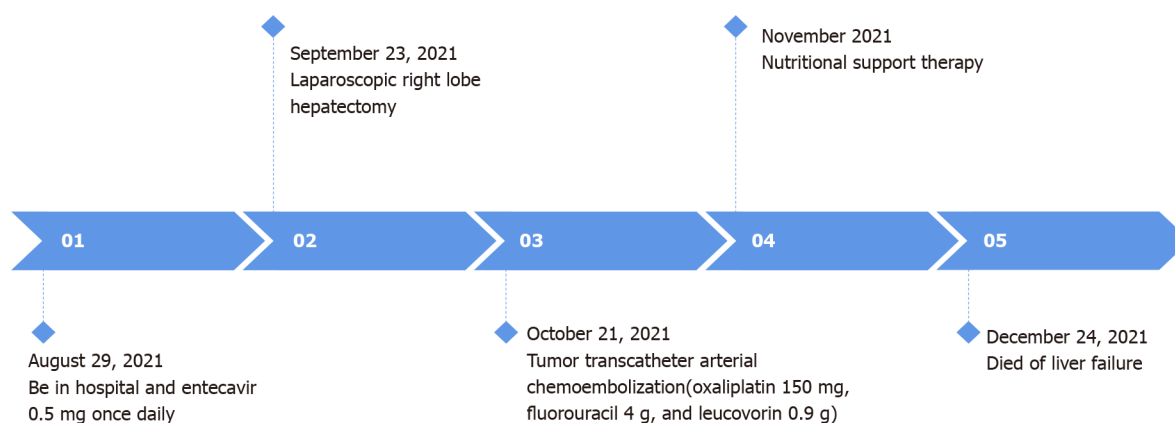 September 23, 2021
Laparoscopic right lobe
hepatectomy
November 2021
Nutritional support therapy
01
02
03
04
05
August 29, 2021
Be in hospital and entecavir
0.5 mg once daily
October 21, 2021
Tumor transcatheter arterial
chemoembolization(oxaliplatin 150 mg,
fluorouracil 4 g, and leucovorin 0.9 g)
December 24, 2021
Died of liver failure